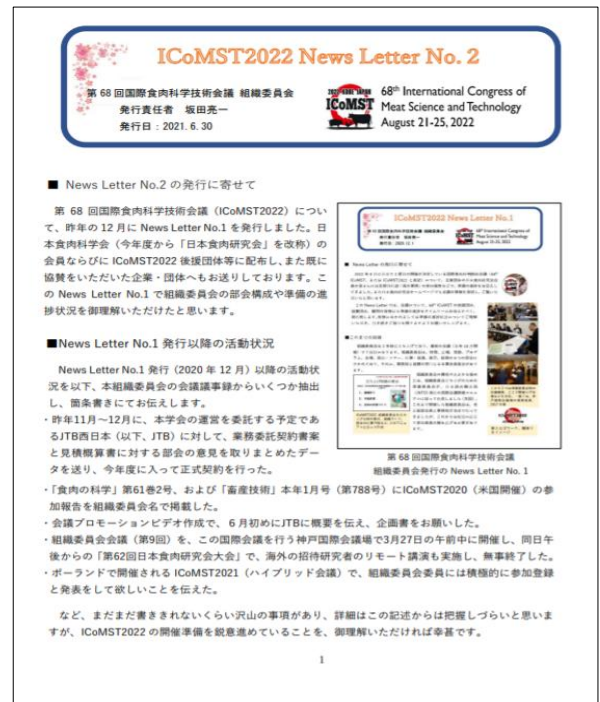 ICoMST2022 News Letter No. 2
第 68 回国際食肉科学技術会議 組織委員会
発行責任者 坂田亮一
発行日：2021. 6. 30
2022 KOBE JAPAN
ICoMST
68th International Congress of
Meat Science and Technology
August 21-25, 2022
■ News Letter No.2 の発行に寄せて
第 68 回国際食肉科学技術会議（ICoMST2022）につい
て、昨年の 12 月に News Letter No.1 を発行しました。日
本食肉科学会（今年度から「日本食肉研究会」を改称）の
会員ならびに ICoMST2022 後援団体等に配布し、また既に
協賛をいただいた企業・団体へもお送りしております。こ
の News Letter No.1 で組織委員会の部会構成や準備の進
捗状況を御理解いただけたと思います。
ICoMST2022 News Letter No.1
第 68 回国際食肉科学技術会議
組織委員会発行の News Letter No. 1
■News Letter No.1 発行以降の活動状況
News Letter No.1 発行（2020 年 12 月）以降の活動状
況を以下、本組織委員会の会議議事録からいくつか抽出
し、箇条書きにてお伝えします。
・昨年11月～12月に、本学会の運営を委託する予定であ
るJTB西日本（以下、JTB）に対して、業務委託契約書案
と見積概算書に対する部会の意見を取りまとめたデー
タを送り、今年度に入って正式契約を行った。
・「食肉の科学」第61巻2号、および「畜産技術」本年1月号（第788号）にICoMST2020（米国開催）の参
加報告を組織委員会名で掲載した。
・会議プロモーションビデオ作成で、６月初めにJTBに概要を伝え、企画書をお願いした。
・組織委員会会議（第9回）を、この国際会議を行う神戸国際会議場で3月27日の午前中に開催し、同日午
後からの「第62回日本食肉研究会大会」で、海外の招待研究者のリモート講演も実施し、無事終了した。
・ポーランドで開催される ICoMST2021（ハイブリッド会議）で、組織委員会委員には積極的に参加登録
と発表をして欲しいことを伝えた。
など、まだまだ書ききれないくらい沢山の事項があり、詳細はこの記述からは把握しづらいと思いま
すが、ICoMST2022 の開催準備を鋭意進めていることを、御理解いただければ幸甚です。
1